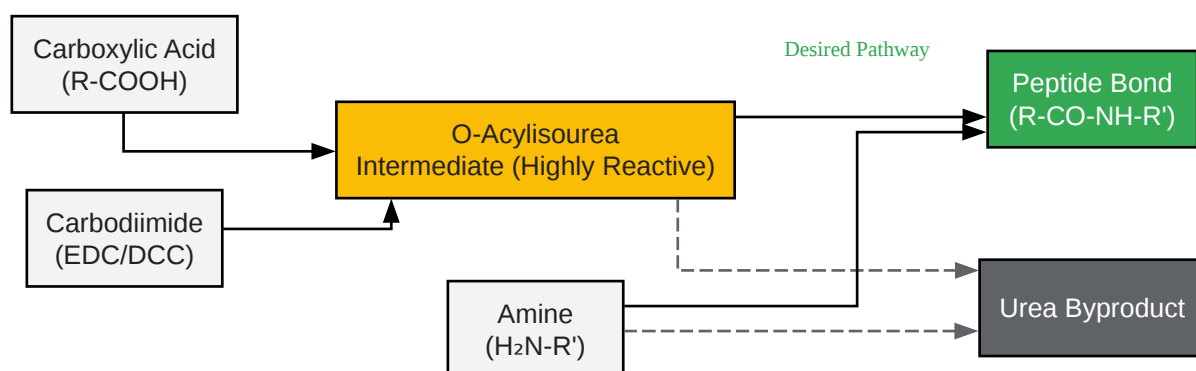 Carboxylic Acid
(R-COOH)
Desired Pathway
Peptide Bond
(R-CO-NH-R')
O-Acylisourea
Intermediate (Highly Reactive)
Carbodiimide
(EDC/DCC)
Amine
(H₂N-R')
Urea Byproduct